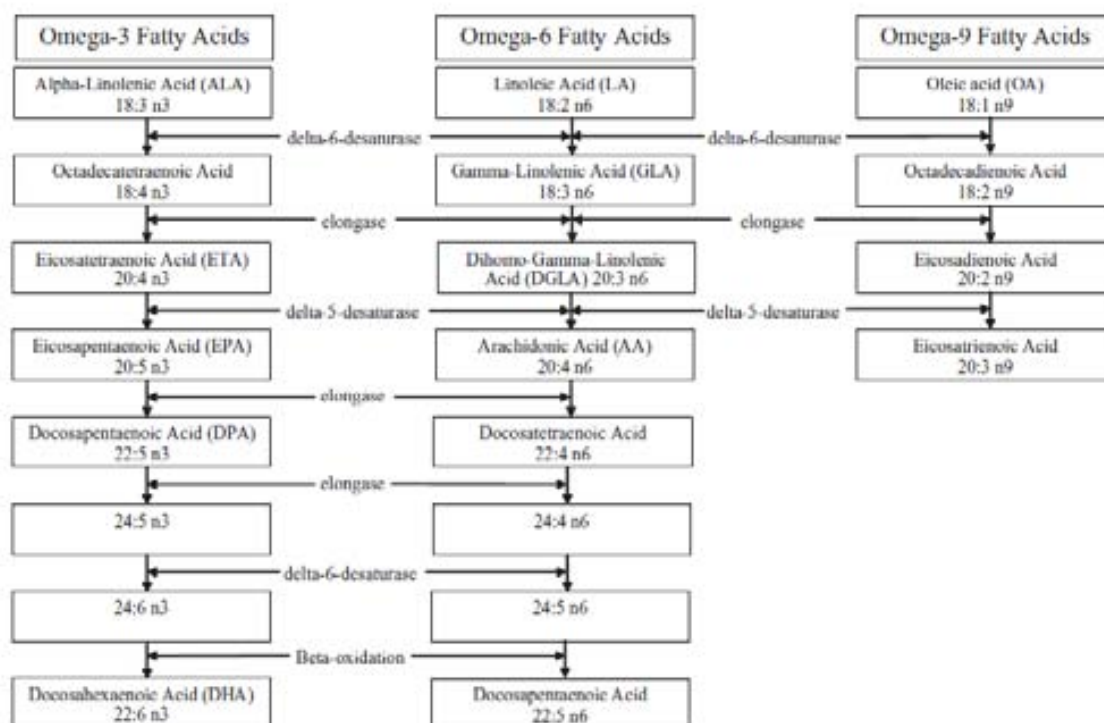 Omega-3 Fatty Acids
Omega-6 Fatty Acids
Omega-9 Fatty Acids
Alpha-Linolenic Acid (ALA)
18:3 n3
Linoleic Acid (LA)
18:2 n6
Oleic acid (OA)
18:1 n9
delta-6-desaturase
delta-6-desaturase
Octadecatetraenoic Acid
18:4 n3
Gamma-Linolenic Acid (GLA)
18:3 n6
Octadecadienoic Acid
18:2 n9
elongase
elongase
Eicosatetraenoic Acid (ETA)
20:4 n3
Dihomo-Gamma-Linolenic
Acid (DGLA) 20:3 n6
Eicosadienoic Acid
20:2 n9
delta-5-desaturase
delta-5-desaturase
Eicosapentaenoic Acid (EPA)
20:5 n3
Arachidonic Acid (AA)
20:4 n6
Eicosatrienoic Acid
20:3 n9
elongase
Docosapentaenoic Acid (DPA)
22:5 n3
Docosatetraenoic Acid
22:4 n6
elongase
24:5 n3
24:4 n6
delta-6-desaturase
24:6 n3
24:5 n6
Beta-oxidation
Docosahexaenoic Acid (DHA)
22:6 n3
Docosapentaenoic Acid
22:5 n6